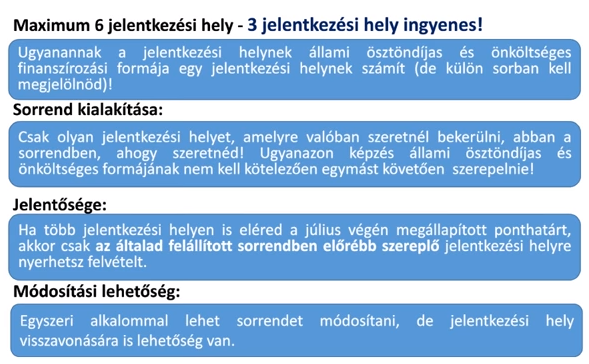 Maximum 6 jelentkezési hely - 3 jelentkezési hely ingyenes!
Ugyanannak a jelentkezési helynek állami ösztöndíjas és önköltséges
finanszírozási formája egy jelentkezési helynek számít (de külön sorban kell
megjelölnöd)!
Sorrend kialakítása:
Csak olyan jelentkezési helyet, amelyre valóban szeretnél bekerülni, abban a
sorrendben, ahogy szeretnéd! Ugyanazon képzés állami ösztöndíjas és
önköltséges formájának nem kell kötelezően egymást követően szerepelnie!
Jelentősége:
Ha több jelentkezési helyen is eléred a július végén megállapított ponthatárt,
akkor csak az általad felállított sorrendben előrébb szereplő jelentkezési helyre
nyerhetsz felvételt.
Módosítási lehetőség:
Egyszeri alkalommal lehet sorrendet módosítani, de jelentkezési hely
visszavonására is lehetőség van.